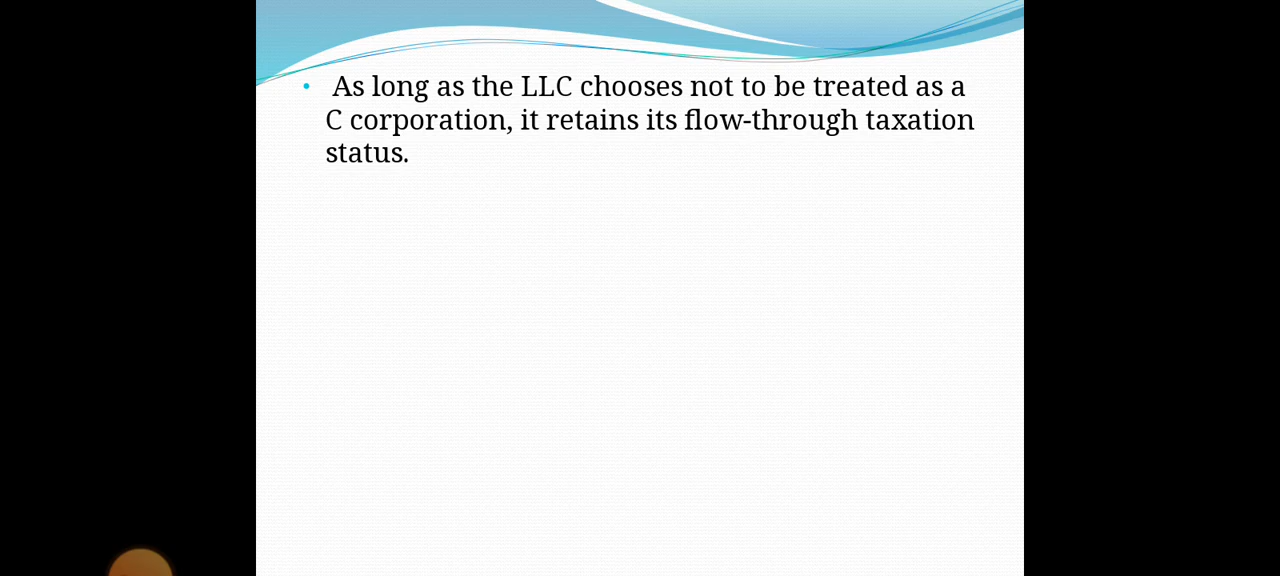 • As long as the LLC chooses not to be treated as a
C corporation, it retains its flow-through taxation
status.